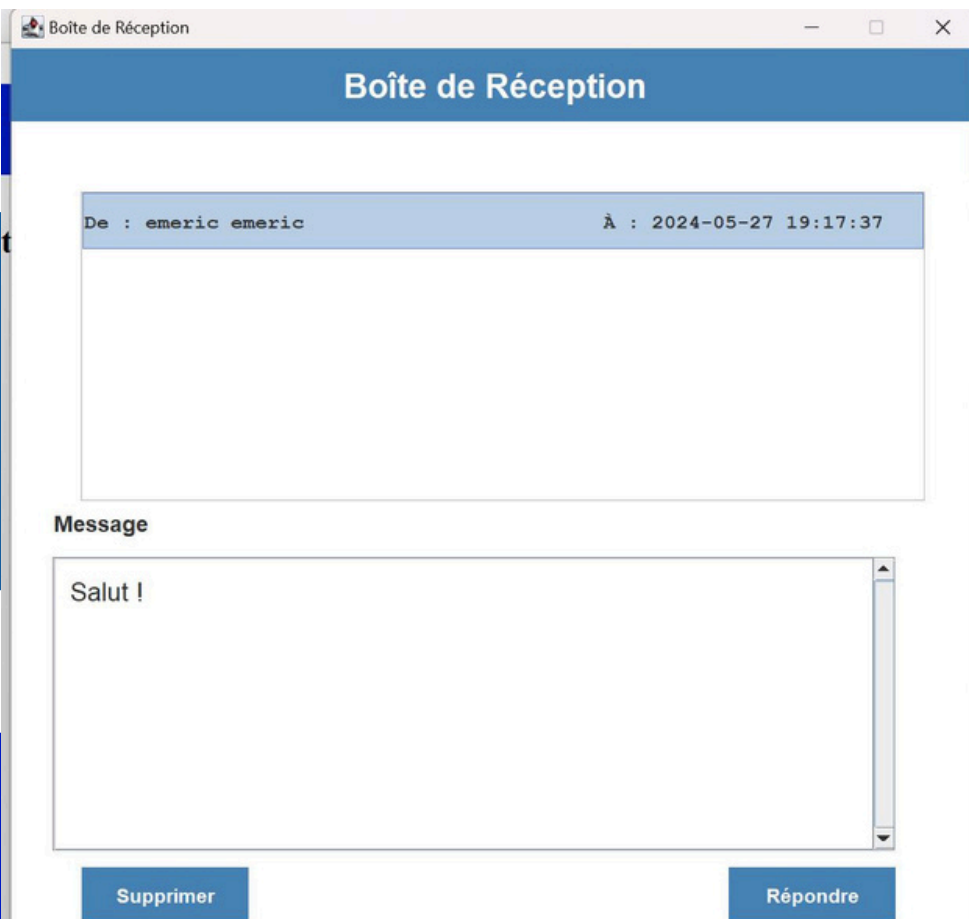 Boîte de Réception
Boîte de Réception
De : emeric emeric À : 2024-05-27 19:17:37
t
Message
Salut !
Supprimer Répondre